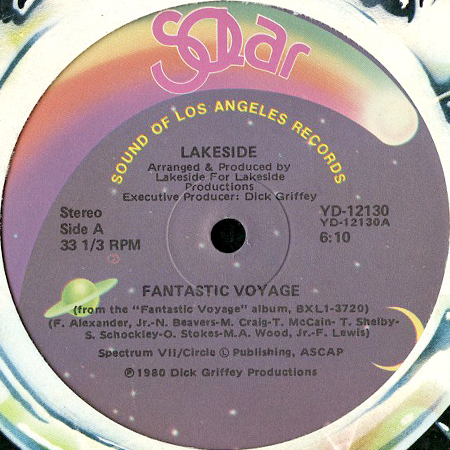 SOLAR
SOUND OF LOS ANGELES RECORDS
LAKESIDE
Arranged & Produced by
Lakeside For Lakeside
Productions
Executive Producer: Dick Griffey
Stereo
Side A
33 1/3 RPM
YD-12130
YD-12130A
6:10
FANTASTIC VOYAGE
(from the "Fantastic Voyage" album, BXL1-3720)
(F. Alexander, Jr.-N. Beavers-M. Craig-T. McCain-T. Shelby-
S. Schockley-O. Stokes-M.A. Wood, Jr.-F. Lewis)
Spectrum VII/Circle Ⓛ Publishing, ASCAP
℗ 1980 Dick Griffey Productions